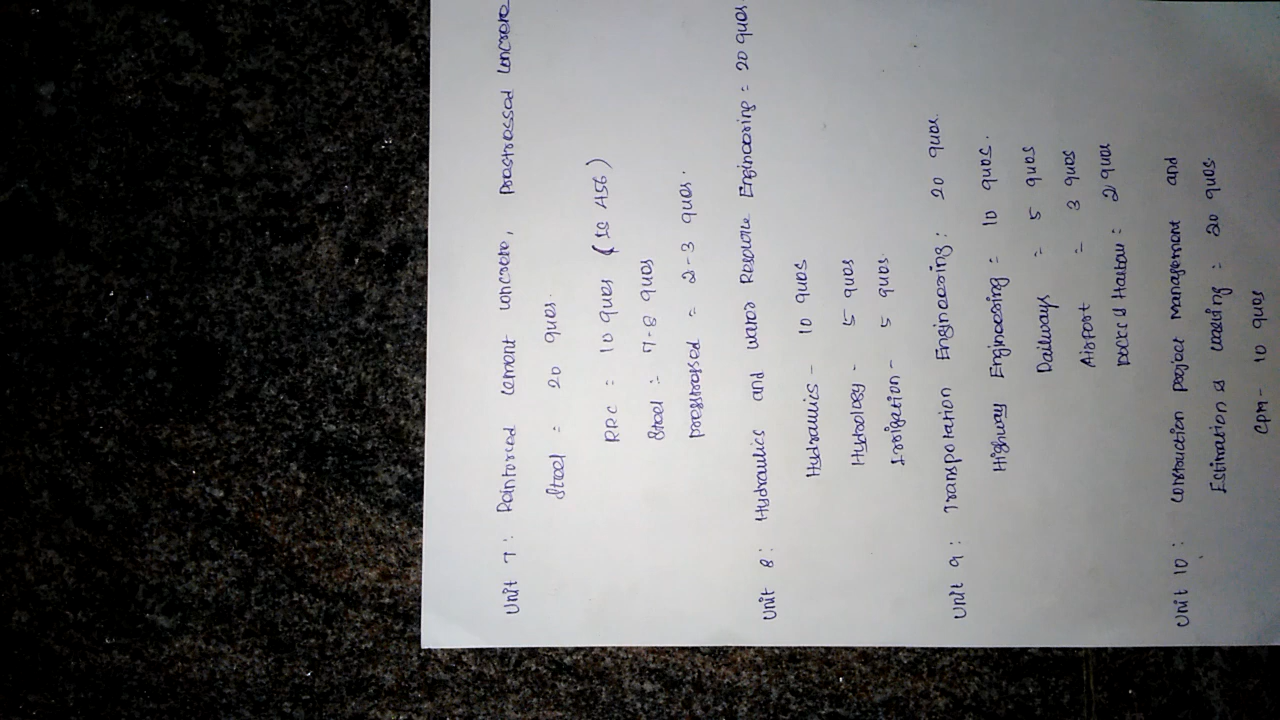 Unit 7: Reinforced cement concrete, prestressed concrete
Steel = 20 ques.
RRC = 10 ques (IS 456)
Steel = 7-8 ques
prestressed = 2-3 ques.
Unit 8: Hydraulics and water Resource Engineering = 20 ques
Hydraulics - 10 ques
Hydrology - 5 ques
Irrigation - 5 ques.
Unit 9: Transpotation Engineering: 20 ques.
Highway Engineering = 10 ques.
Railways = 5 ques
Airport = 3 ques
Docks & Harbour = 2 ques
Unit 10: construction project Management and
Estimation & = 20 ques.
CPM- 10 ques